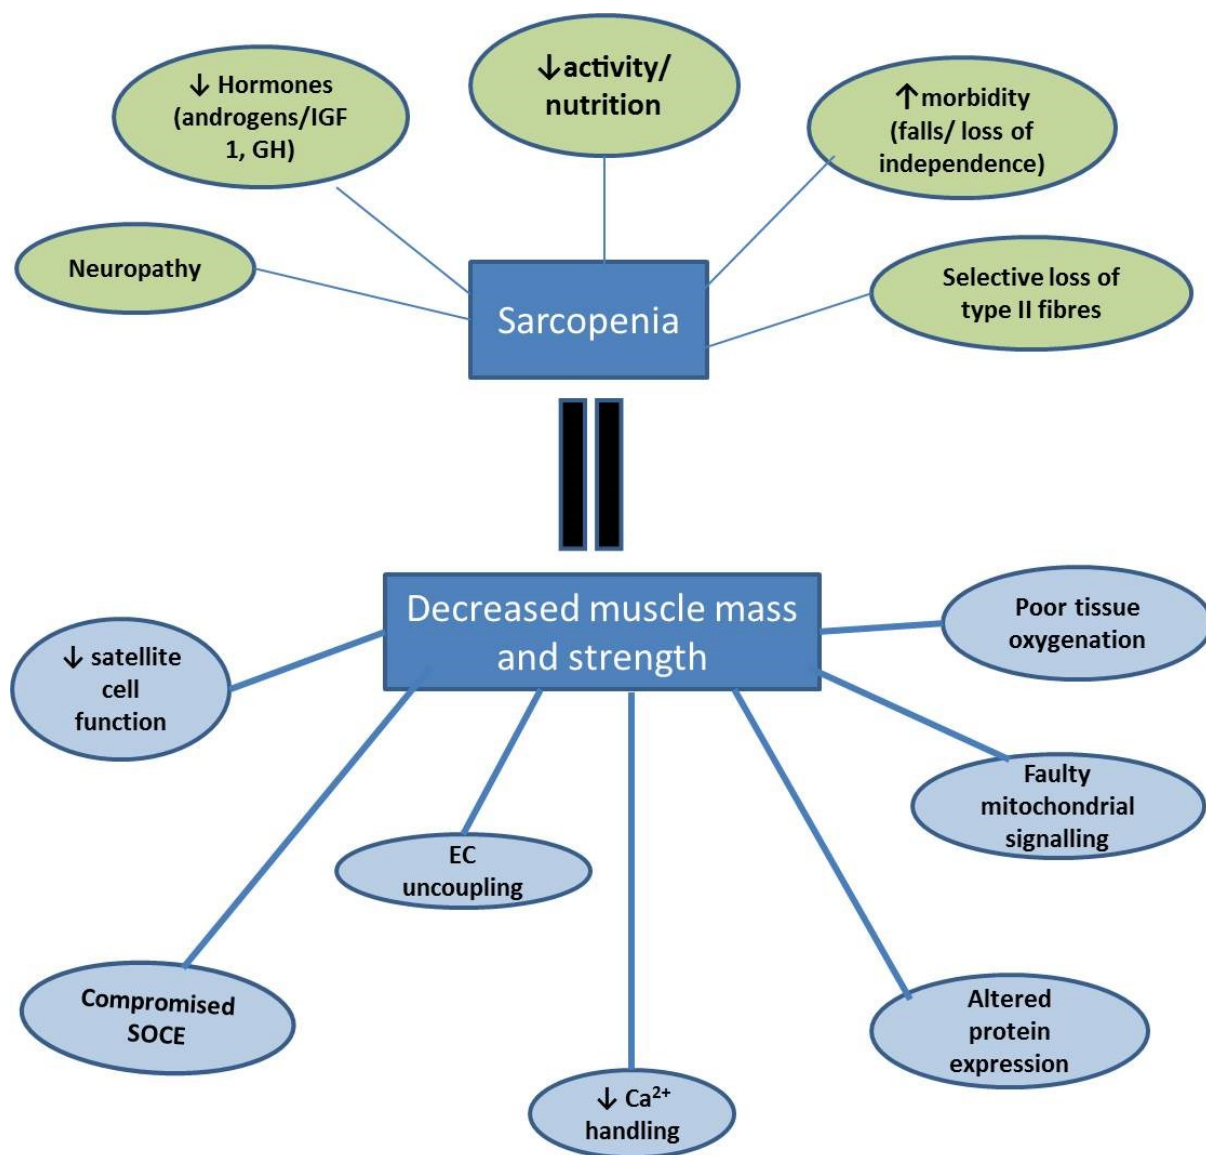 ↓ Hormones
(androgens/IGF
1, GH)
↓activity/
nutrition
↑morbidity
(falls/ loss of
independence)
Neuropathy
Selective loss of
type II fibres
Sarcopenia
Decreased muscle mass
and strength
Poor tissue
oxygenation
↓ satellite
cell
function
Faulty
mitochondrial
signalling
EC
uncoupling
Compromised
SOCE
Altered
protein
expression
↓ Ca²⁺
handling